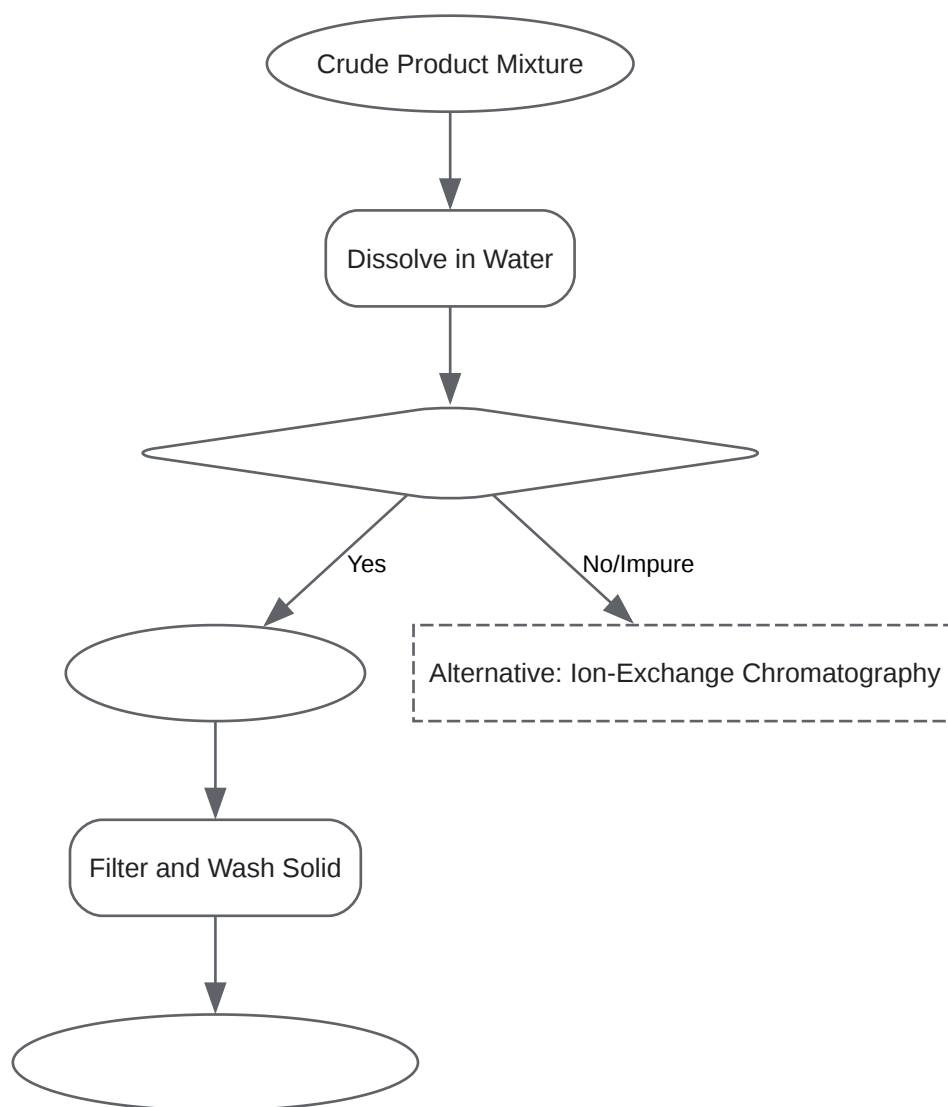 Crude Product Mixture
Dissolve in Water
Yes
No/Impure
Alternative: Ion-Exchange Chromatography
Filter and Wash Solid